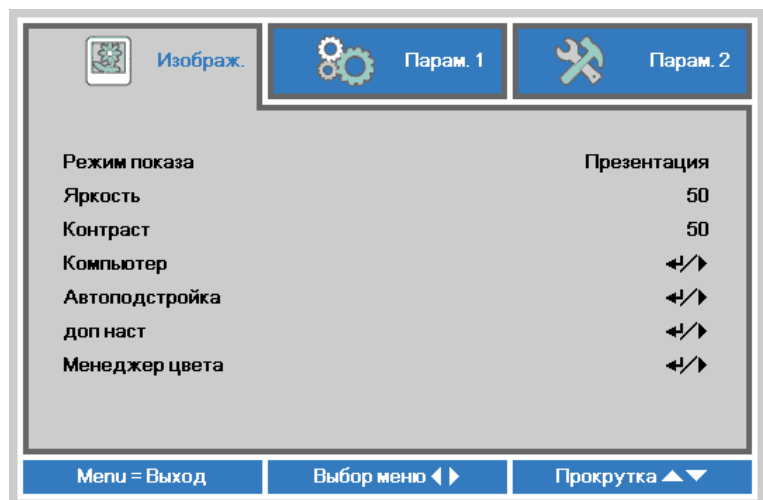 Изображ. Парам. 1 Парам. 2
Режим показа Презентация
Яркость 50
Контраст 50
Компьютер ↵/▶
Автоподстройка ↵/▶
доп наст ↵/▶
Менеджер цвета ↵/▶
Menu = Выход Выбор меню ◀▶ Прокрутка ▲▼